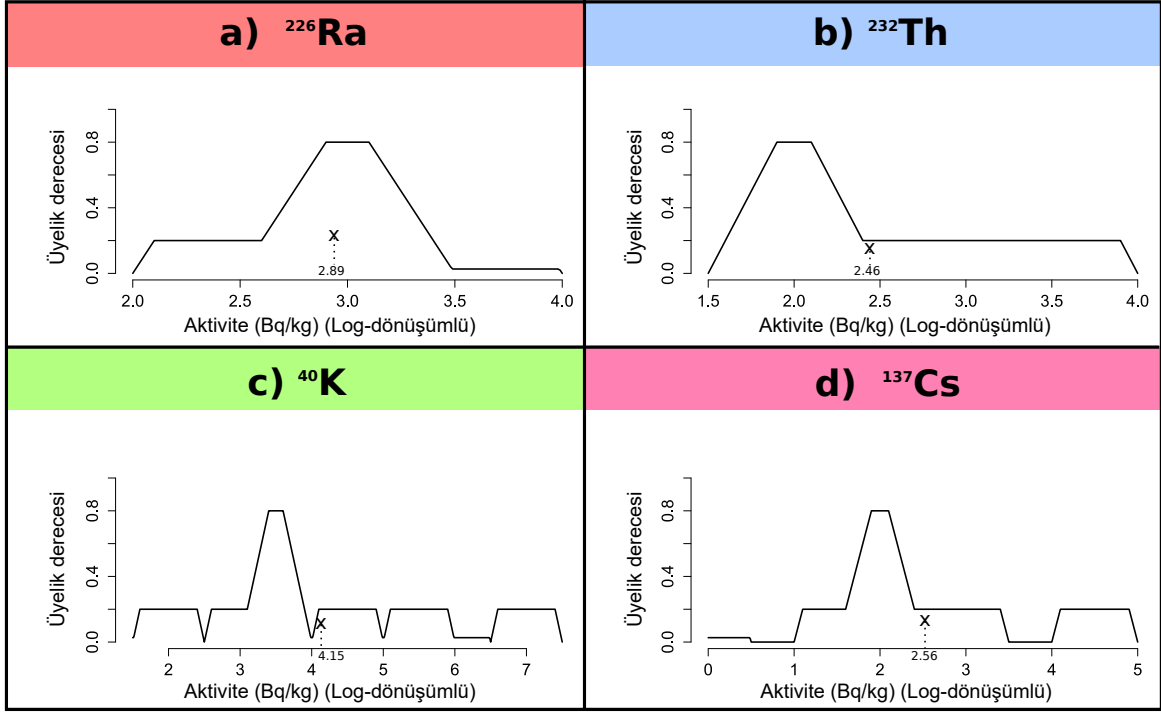 a) ²²⁶Ra
Üyelik derecesi
0.8
0.4
0.0
x
2.89
2.0 2.5 3.0 3.5 4.0
Aktivite (Bq/kg) (Log-dönüşümlü)
b) ²³²Th
Üyelik derecesi
0.8
0.4
0.0
x
2.46
1.5 2.0 2.5 3.0 3.5 4.0
Aktivite (Bq/kg) (Log-dönüşümlü)
c) ⁴⁰K
Üyelik derecesi
0.8
0.4
0.0
x
4.15
2 3 4 5 6 7
Aktivite (Bq/kg) (Log-dönüşümlü)
d) ¹³⁷Cs
Üyelik derecesi
0.8
0.4
0.0
x
2.56
0 1 2 3 4 5
Aktivite (Bq/kg) (Log-dönüşümlü)